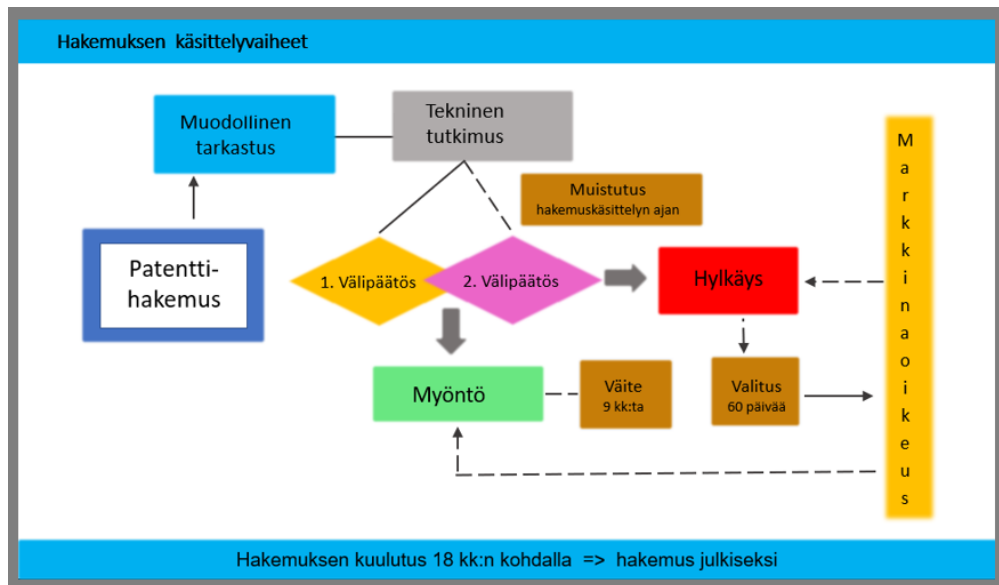 Hakemuksen käsittelyvaiheet
Muodollinen
tarkastus
Tekninen
tutkimus
Muistutus
hakemuskäsittelyn ajan
Patentti-
hakemus
1. Välipäätös
2. Välipäätös
Hylkäys
Myöntö
Väite
9 kk:ta
Valitus
60 päivää
Markkinaoikeus
Hakemuksen kuulutus 18 kk:n kohdalla => hakemus julkiseksi